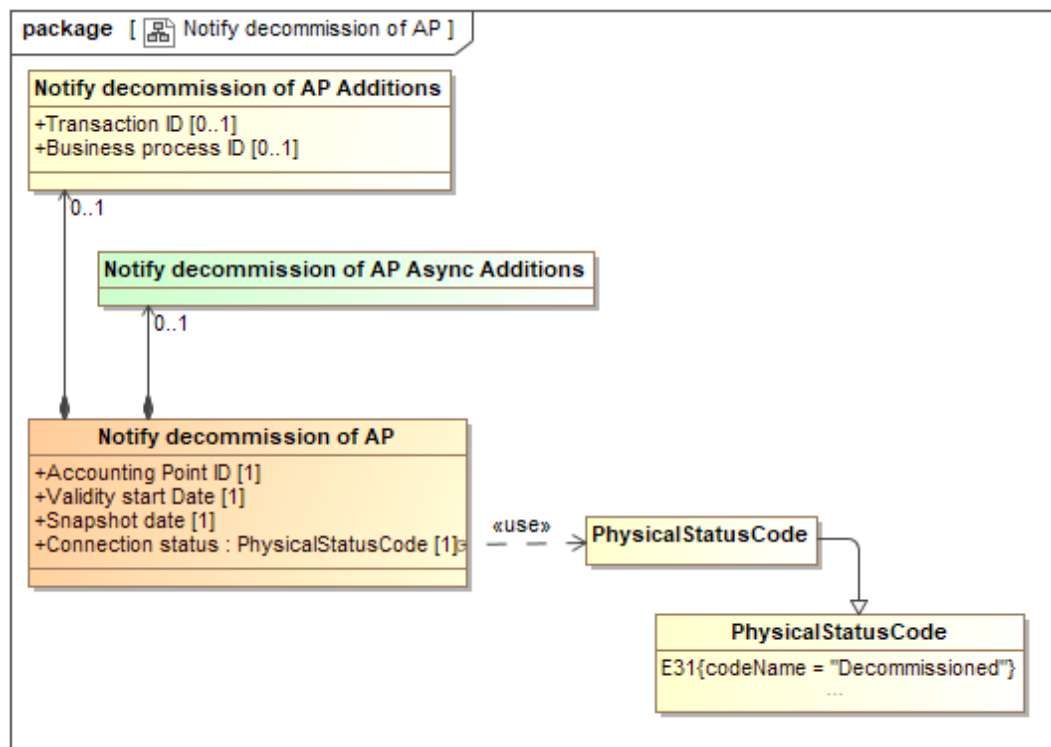 package [ Notify decommission of AP ]
Notify decommission of AP Additions
+Transaction ID [0..1]
+Business process ID [0..1]
0..1
Notify decommission of AP Async Additions
0..1
Notify decommission of AP
+Accounting Point ID [1]
+Validity start Date [1]
+Snapshot date [1]
+Connection status : PhysicalStatusCode [1]
«use»
PhysicalStatusCode
PhysicalStatusCode
E31{codeName = "Decommissioned"}
...